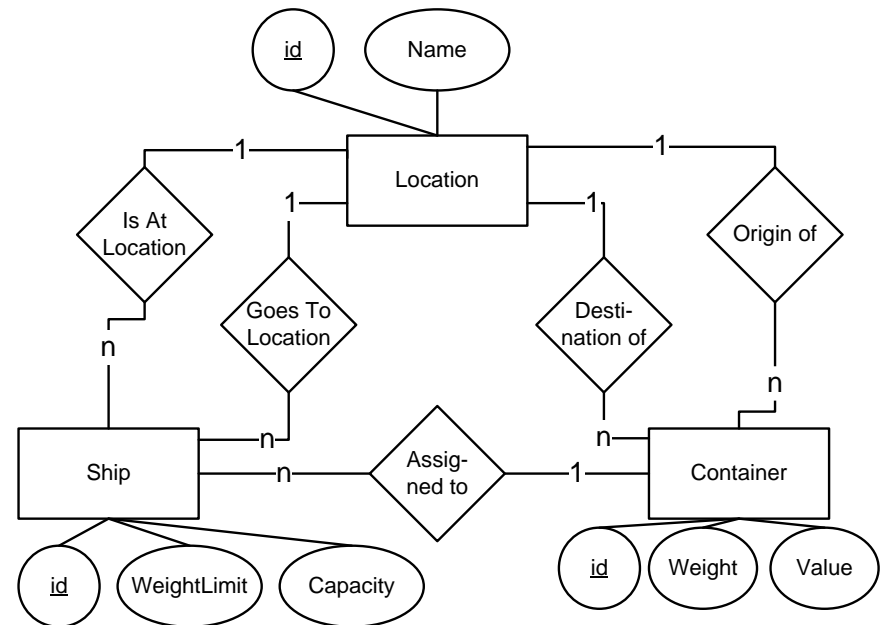 id
Name
1
1
Location
Is At
Location
1
1
Origin of
Goes To
Location
Desti-
nation of
n
n
n
n
Ship
n
Assig-
ned to
1
Container
id
WeightLimit
Capacity
id
Weight
Value